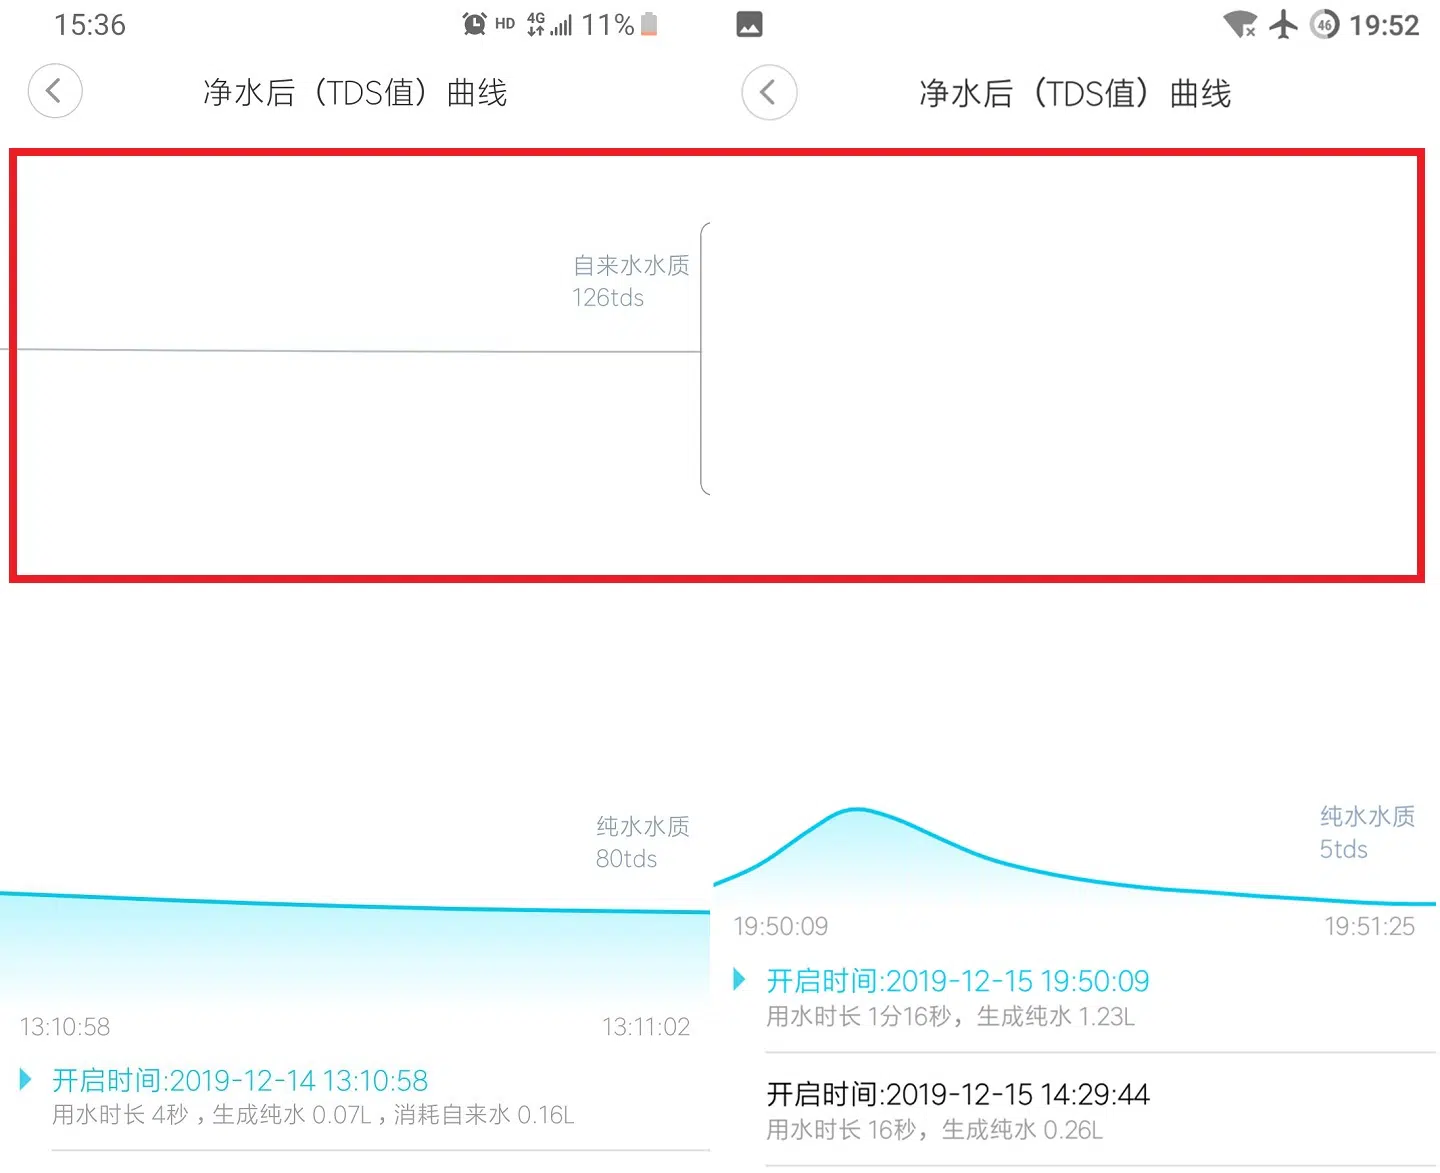 15:36
HD 4G 11%
净水后（TDS值）曲线
自来水水质
126tds
纯水水质
80tds
13:10:58
13:11:02
开启时间:2019-12-14 13:10:58
用水时长 4秒 , 生成纯水 0.07L , 消耗自来水 0.16L
46 19:52
净水后（TDS值）曲线
纯水水质
5tds
19:50:09
19:51:25
开启时间:2019-12-15 19:50:09
用水时长 1分16秒，生成纯水 1.23L
开启时间:2019-12-15 14:29:44
用水时长 16秒，生成纯水 0.26L